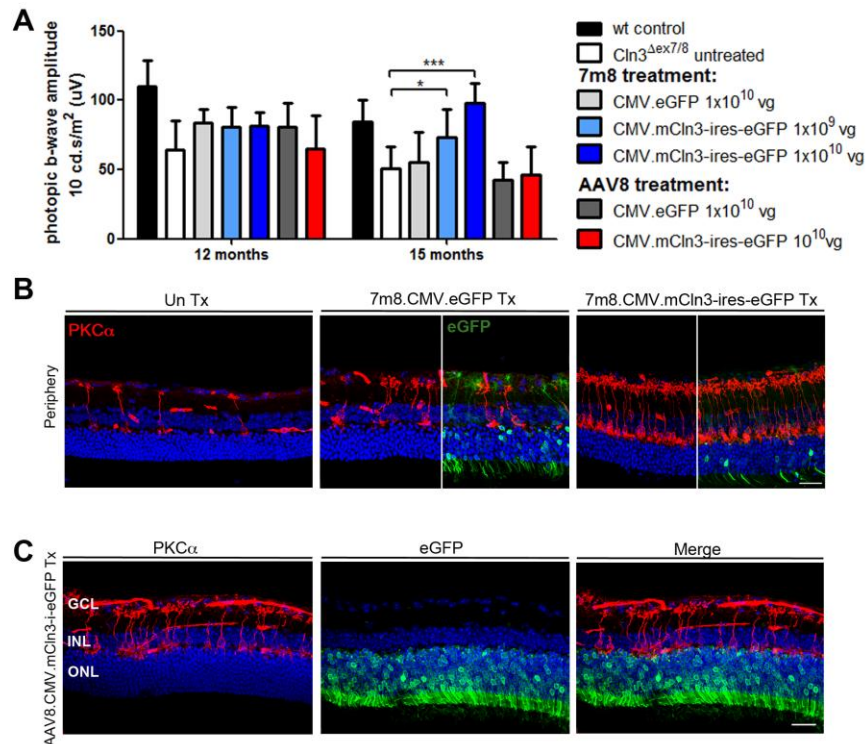 A
photopic b-wave amplitude
10 cd.s/m² (uV)
150
100
50
0
*
***
12 months
15 months
wt control
Cln3^Δex7/8 untreated
7m8 treatment:
CMV.eGFP 1x10^10 vg
CMV.mCln3-ires-eGFP 1x10^9 vg
CMV.mCln3-ires-eGFP 1x10^10 vg
AAV8 treatment:
CMV.eGFP 1x10^10 vg
CMV.mCln3-ires-eGFP 10^10 vg
B
Un Tx
7m8.CMV.eGFP Tx
7m8.CMV.mCln3-ires-eGFP Tx
PKCα
eGFP
Periphery
C
PKCα
eGFP
Merge
AAV8.CMV.mCln3-i-eGFP Tx
GCL
INL
ONL